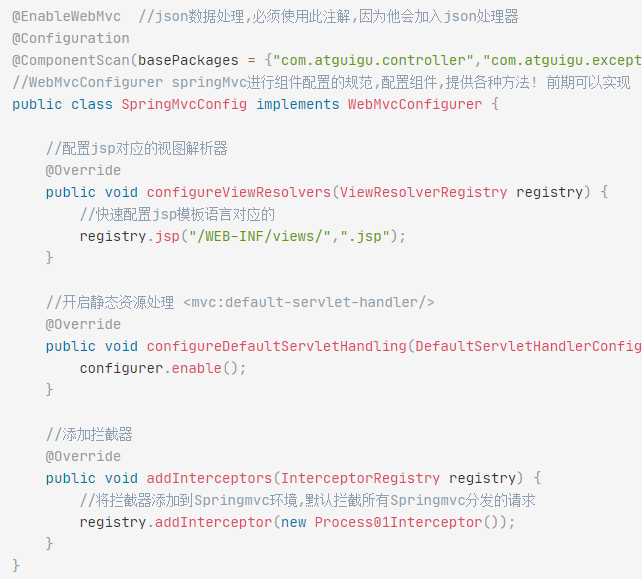 @EnableWebMvc  //json数据处理,必须使用此注解,因为他会加入json处理器
@Configuration
@ComponentScan(basePackages = {"com.atguigu.controller","com.atguigu.except
//WebMvcConfigurer springMvc进行组件配置的规范,配置组件,提供各种方法! 前期可以实现
public class SpringMvcConfig implements WebMvcConfigurer {
    //配置jsp对应的视图解析器
    @Override
    public void configureViewResolvers(ViewResolverRegistry registry) {
        //快速配置jsp模板语言对应的
        registry.jsp("/WEB-INF/views/",".jsp");
    }
    //开启静态资源处理 <mvc:default-servlet-handler/>
    @Override
    public void configureDefaultServletHandling(DefaultServletHandlerConfig
        configurer.enable();
    }
    //添加拦截器
    @Override
    public void addInterceptors(InterceptorRegistry registry) {
        //将拦截器添加到Springmvc环境,默认拦截所有Springmvc分发的请求
        registry.addInterceptor(new Process01Interceptor());
    }
}